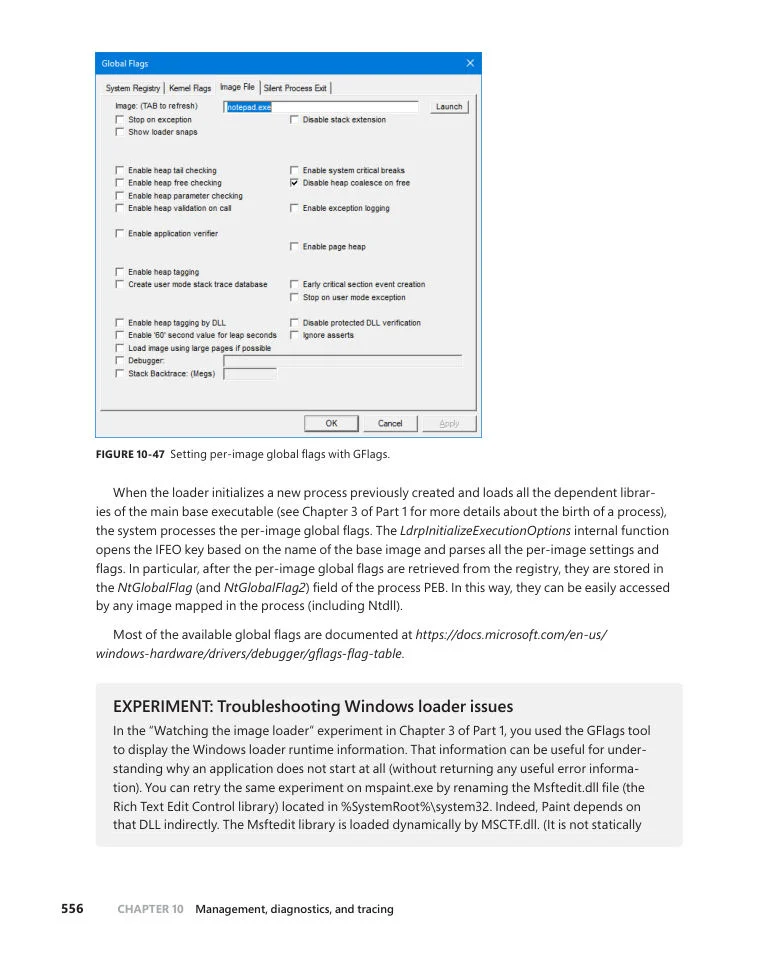 Global Flags
System Registry | Kernel Flags | Image File | Silent Process Exit |
Image: (TAB to refresh) notepad.exe Launch
Stop on exception Disable stack extension
Show loader snaps
Enable heap tail checking Enable system critical breaks
Enable heap free checking Disable heap coalesce on free
Enable heap parameter checking
Enable heap validation on call Enable exception logging
Enable application verifier
Enable page heap
Enable heap tagging
Create user mode stack trace database Early critical section event creation
Stop on user mode exception
Enable heap tagging by DLL Disable protected DLL verification
Enable '60' second value for leap seconds Ignore asserts
Load image using large pages if possible
Debugger:
Stack Backtrace: (Megs)
OK Cancel Apply
FIGURE 10-47 Setting per-image global flags with GFlags.
When the loader initializes a new process previously created and loads all the dependent librar-
ies of the main base executable (see Chapter 3 of Part 1 for more details about the birth of a process),
the system processes the per-image global flags. The LdrpInitializeExecutionOptions internal function
opens the IFEO key based on the name of the base image and parses all the per-image settings and
flags. In particular, after the per-image global flags are retrieved from the registry, they are stored in
the NtGlobalFlag (and NtGlobalFlag2) field of the process PEB. In this way, they can be easily accessed
by any image mapped in the process (including Ntdll).
Most of the available global flags are documented at https://docs.microsoft.com/en-us/
windows-hardware/drivers/debugger/gflags-flag-table.
EXPERIMENT: Troubleshooting Windows loader issues
In the “Watching the image loader” experiment in Chapter 3 of Part 1, you used the GFlags tool
to display the Windows loader runtime information. That information can be useful for under-
standing why an application does not start at all (without returning any useful error informa-
tion). You can retry the same experiment on mspaint.exe by renaming the Msftedit.dll file (the
Rich Text Edit Control library) located in %SystemRoot%\system32. Indeed, Paint depends on
that DLL indirectly. The Msftedit library is loaded dynamically by MSCTF.dll. (It is not statically
556 CHAPTER 10 Management, diagnostics, and tracing